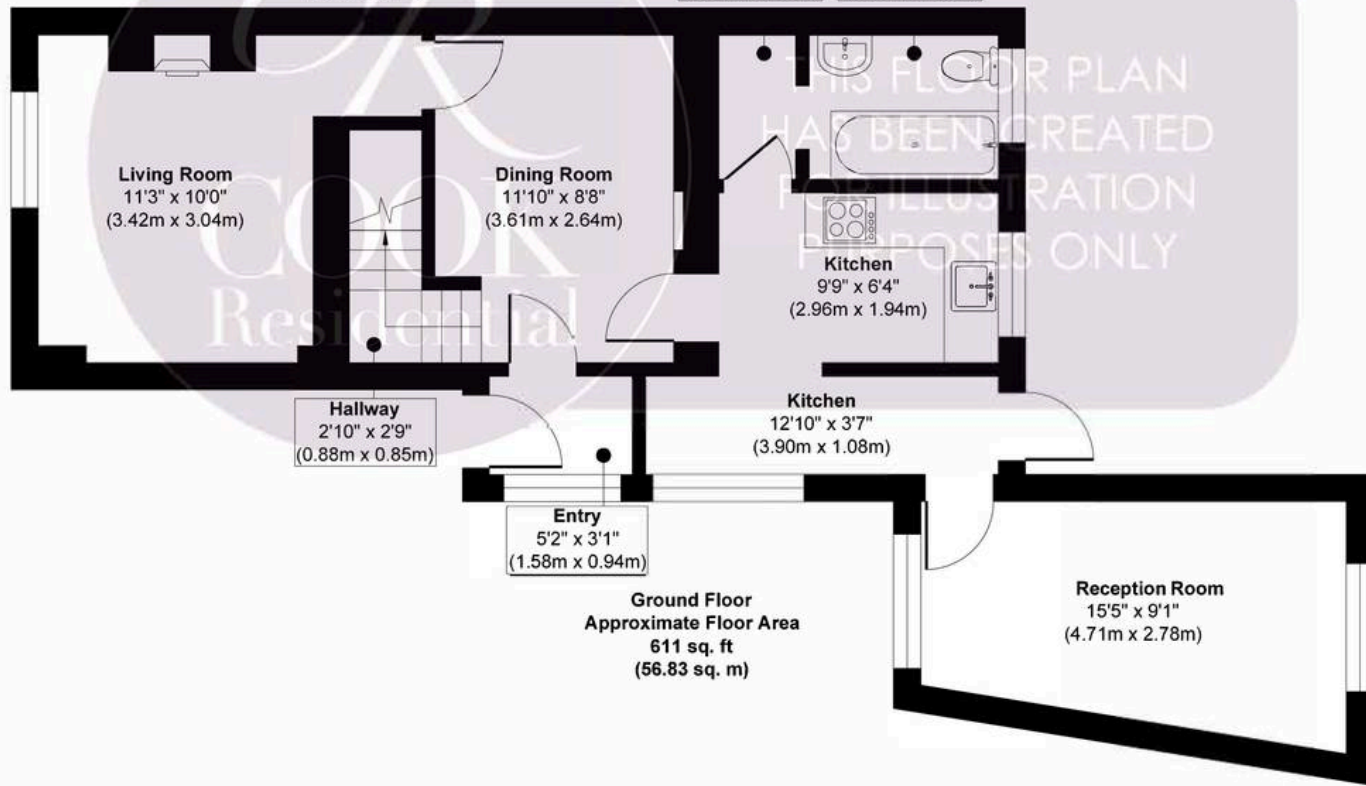 Living Room
11'3" x 10'0"
(3.42m x 3.04m)
Dining Room
11'10" x 8'8"
(3.61m x 2.64m)
Kitchen
9'9" x 6'4"
(2.96m x 1.94m)
Hallway
2'10" x 2'9"
(0.88m x 0.85m)
Kitchen
12'10" x 3'7"
(3.90m x 1.08m)
Entry
5'2" x 3'1"
(1.58m x 0.94m)
Reception Room
15'5" x 9'1"
(4.71m x 2.78m)
Ground Floor
Approximate Floor Area
611 sq. ft
(56.83 sq. m)
R
COOK
Residential
THIS FLOOR PLAN
HAS BEEN CREATED
FOR ILLUSTRATION
PURPOSES ONLY